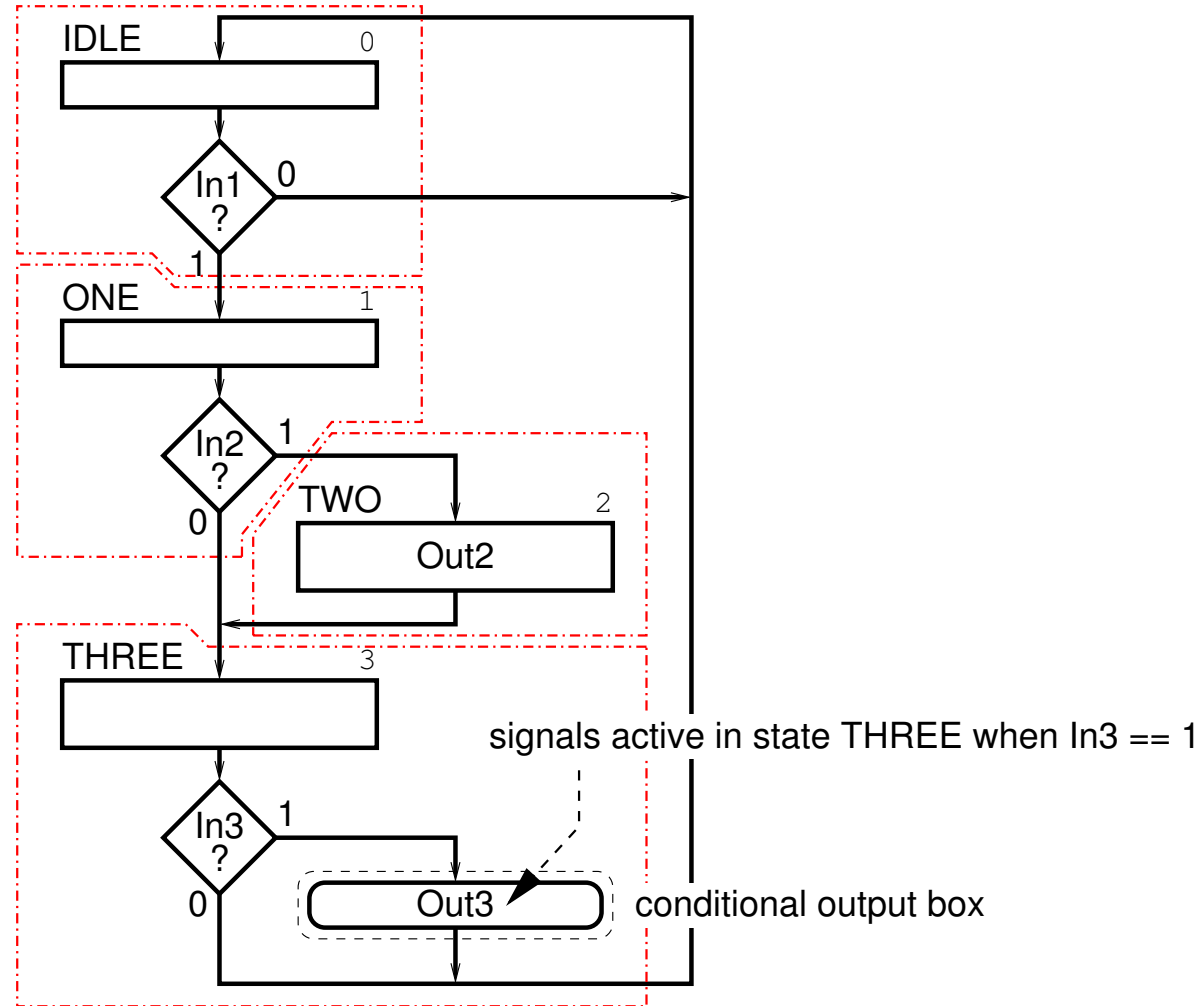 IDLE 0
In1
?
0
1
ONE 1
In2
?
1
0
TWO 2
Out2
THREE 3
signals active in state THREE when In3 == 1
In3
?
1
0
Out3
conditional output box